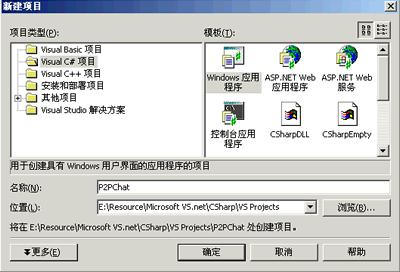 新建项目
项目类型(P):
模板(T):
Visual Basic 项目
Visual C# 项目
Visual C++ 项目
安装和部署项目
其他项目
Visual Studio 解决方案
Windows 应用
程序
ASP.NET Web
应用程序
ASP.NET Web
服务
控制台应用
程序
CSharpDLL
CSharpEmpty
用于创建具有 Windows 用户界面的应用程序的项目
名称(N):
P2PChat
位置(L):
E:\Resource\Microsoft VS.net\CSharp\VS Projects
浏览(B)...
将在 E:\Resource\Microsoft VS.net\CSharp\VS Projects\P2PChat 处创建项目。
更多(E)
确定
取消
帮助